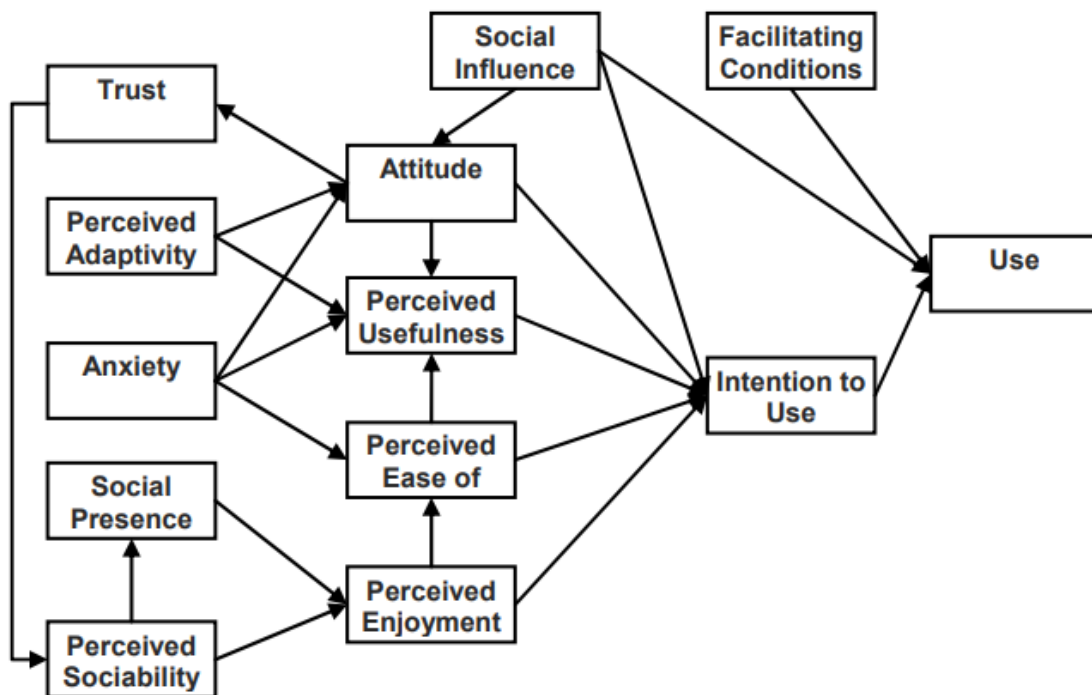 Social
Influence
Facilitating
Conditions
Trust
Attitude
Perceived
Adaptivity
Use
Perceived
Usefulness
Anxiety
Intention to
Use
Perceived
Ease of
Social
Presence
Perceived
Enjoyment
Perceived
Sociability